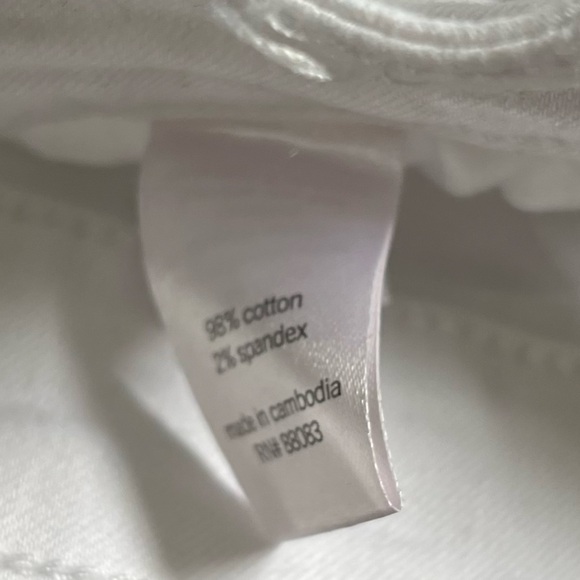 98% cotton
2% spandex
made in cambodia
RN# 88083